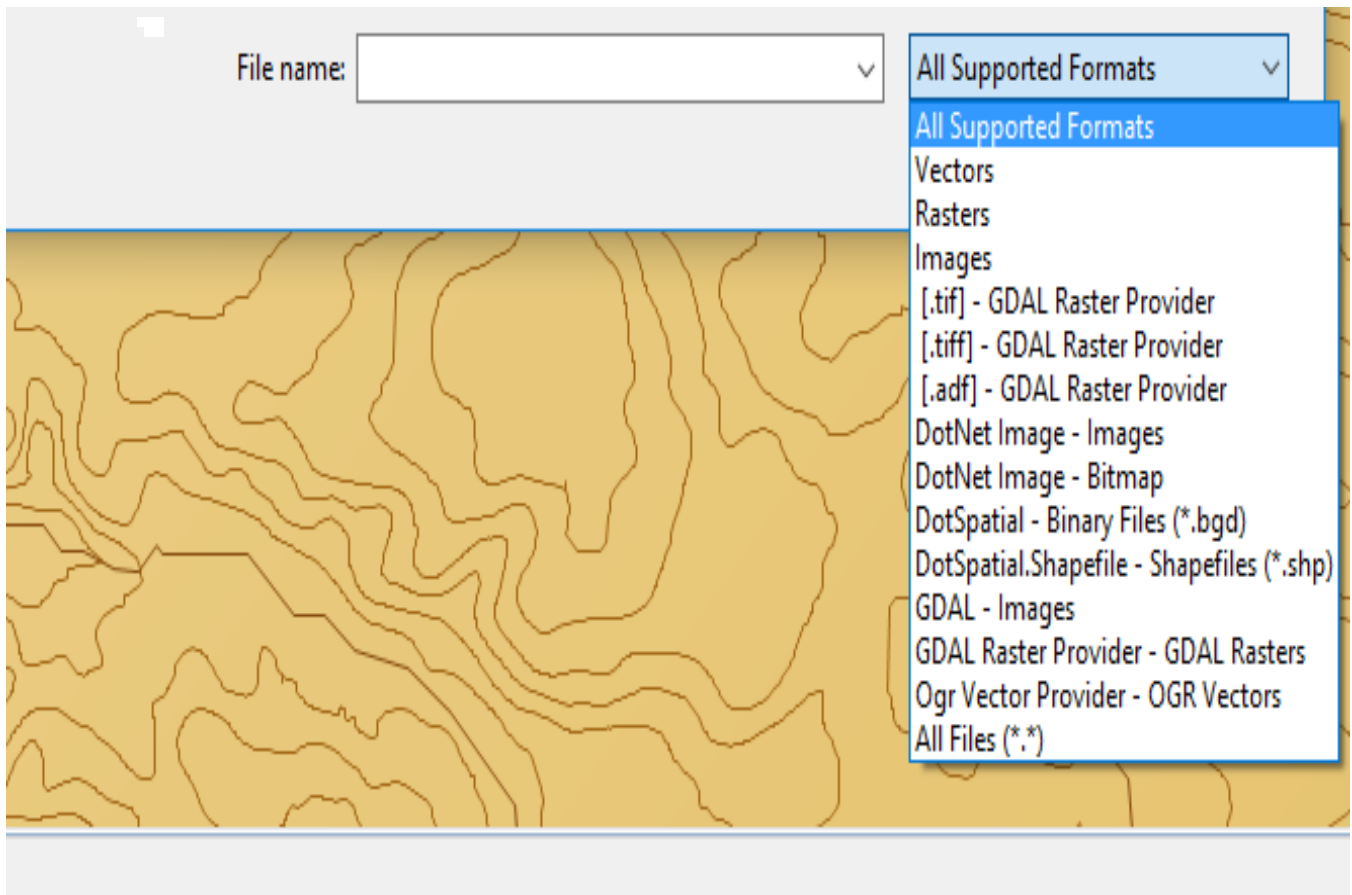 File name:
All Supported Formats
All Supported Formats
Vectors
Rasters
Images
[.tif] - GDAL Raster Provider
[.tiff] - GDAL Raster Provider
[.adf] - GDAL Raster Provider
DotNet Image - Images
DotNet Image - Bitmap
DotSpatial - Binary Files (*.bgd)
DotSpatial.Shapefile - Shapefiles (*.shp)
GDAL - Images
GDAL Raster Provider - GDAL Rasters
Ogr Vector Provider - OGR Vectors
All Files (*.*)